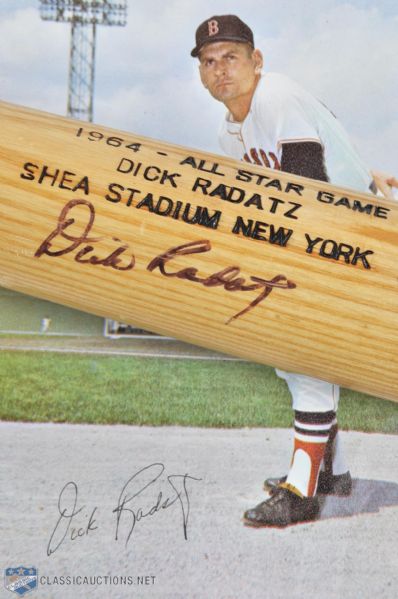 B
1964 - ALL STAR GAME
DICK RADATZ
SHEA STADIUM NEW YORK
Dick Radatz
Dick Radatz
CLASSICAUCTIONS.NET